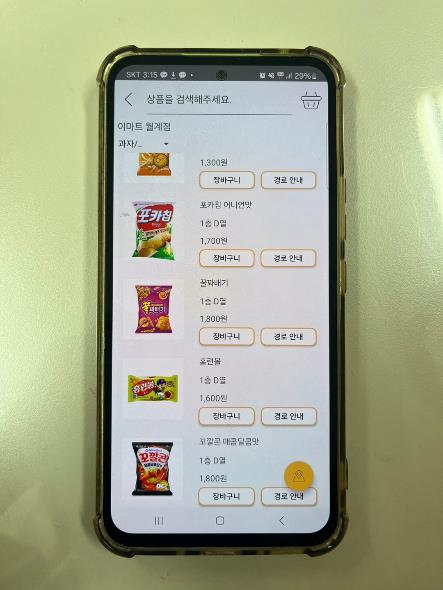 SKT 3:15
29%
상품을 검색해주세요.
이마트 월계점
과자/..
1,300원
장바구니 경로 안내
포카칩 어니언맛
1층 D열
1,700원
장바구니 경로 안내
포카칩
꿀꽈배기
1층 D열
1,800원
장바구니 경로 안내
꿀꽈배기
홈런볼
1층 D열
1,600원
장바구니 경로 안내
홈런볼
꼬깔콘 매콤달콤맛
1층 D열
1,800원
장바구니 경로 안내
꼬깔콘